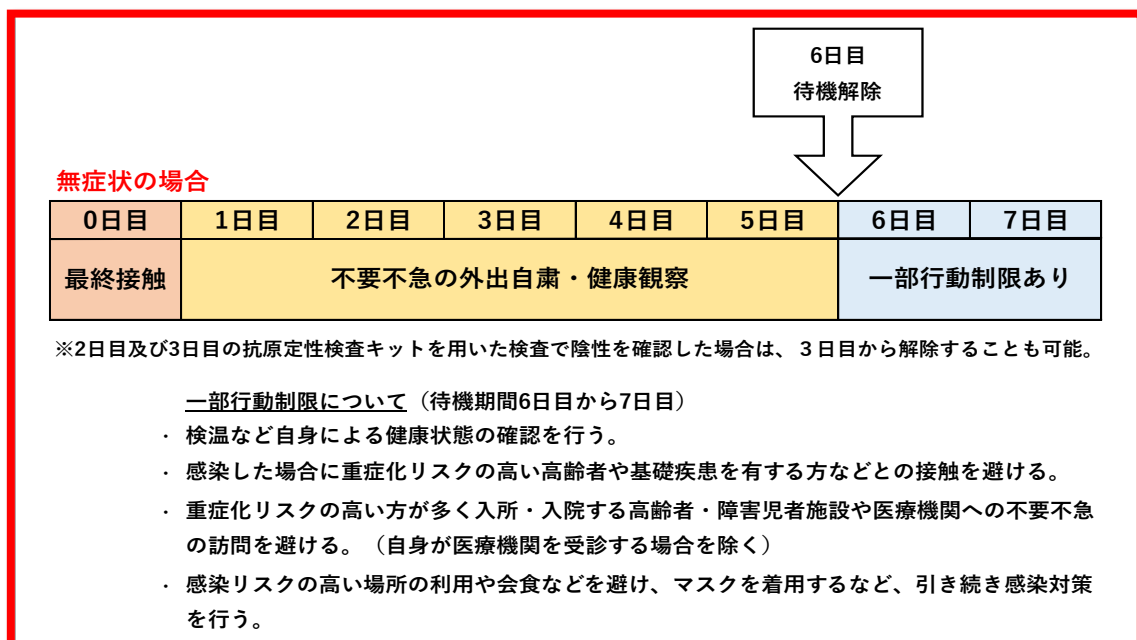 6日目
待機解除
無症状の場合
0日目 1日目 2日目 3日目 4日目 5日目 6日目 7日目
最終接触 不要不急の外出自粛・健康観察 一部行動制限あり
※2日目及び3日目の抗原定性検査キットを用いた検査で陰性を確認した場合は、３日目から解除することも可能。
一部行動制限について（待機期間6日目から7日目）
・ 検温など自身による健康状態の確認を行う。
・ 感染した場合に重症化リスクの高い高齢者や基礎疾患を有する方などとの接触を避ける。
・ 重症化リスクの高い方が多く入所・入院する高齢者・障害児者施設や医療機関への不要不急
の訪問を避ける。（自身が医療機関を受診する場合を除く）
・ 感染リスクの高い場所の利用や会食などを避け、マスクを着用するなど、引き続き感染対策
を行う。